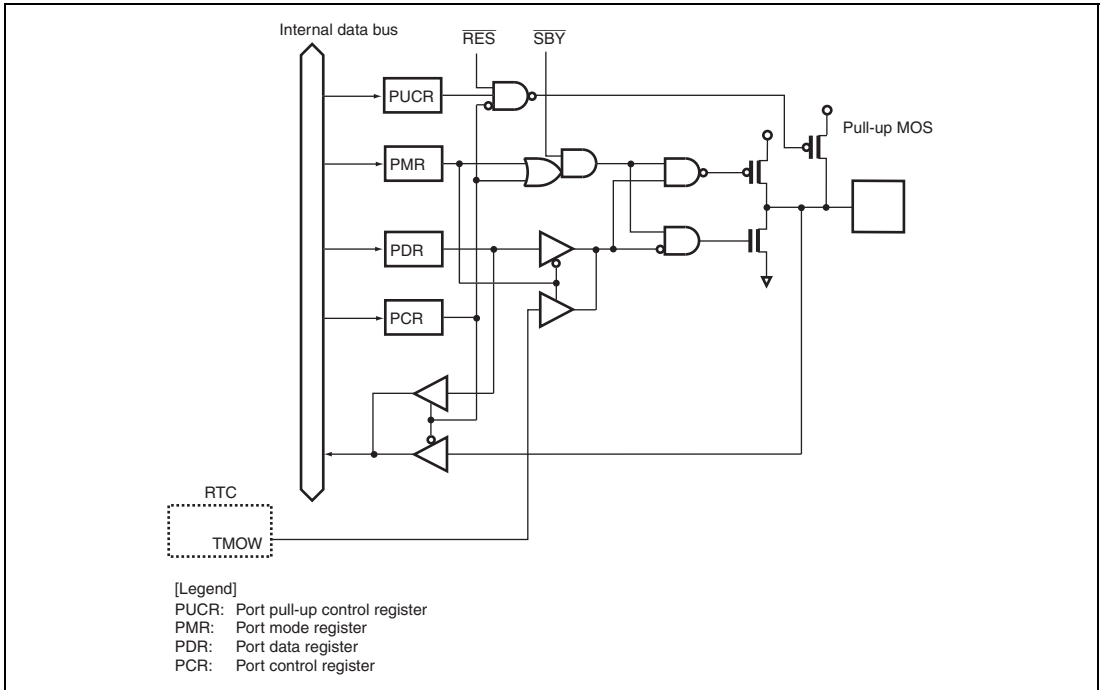 Internal data bus
RES
SBY
PUCR
Pull-up MOS
PMR
PDR
PCR
RTC
TMOW
[Legend]
PUCR: Port pull-up control register
PMR: Port mode register
PDR: Port data register
PCR: Port control register